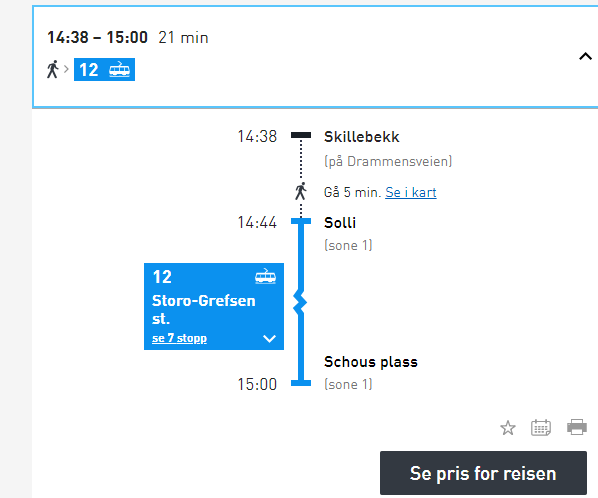 14:38 – 15:00 21 min
12
14:38 Skillebekk
(på Drammensveien)
Gå 5 min. Se i kart
14:44 Solli
(sone 1)
12
Storo-Grefsen
st.
se 7 stopp
Schous plass
15:00 (sone 1)
Se pris for reisen